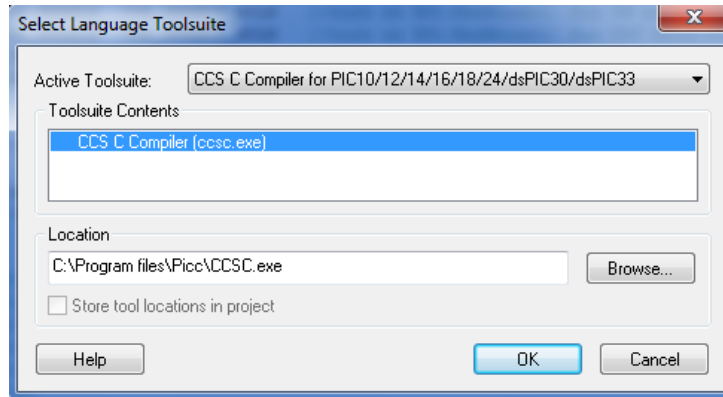 Select Language Toolsuite
Active Toolsuite: CCS C Compiler for PIC10/12/14/16/18/24/dsPIC30/dsPIC33
Toolsuite Contents
CCS C Compiler (ccsc.exe)
Location
C:\Program files\Picc\CCSC.exe Browse...
Store tool locations in project
Help OK Cancel